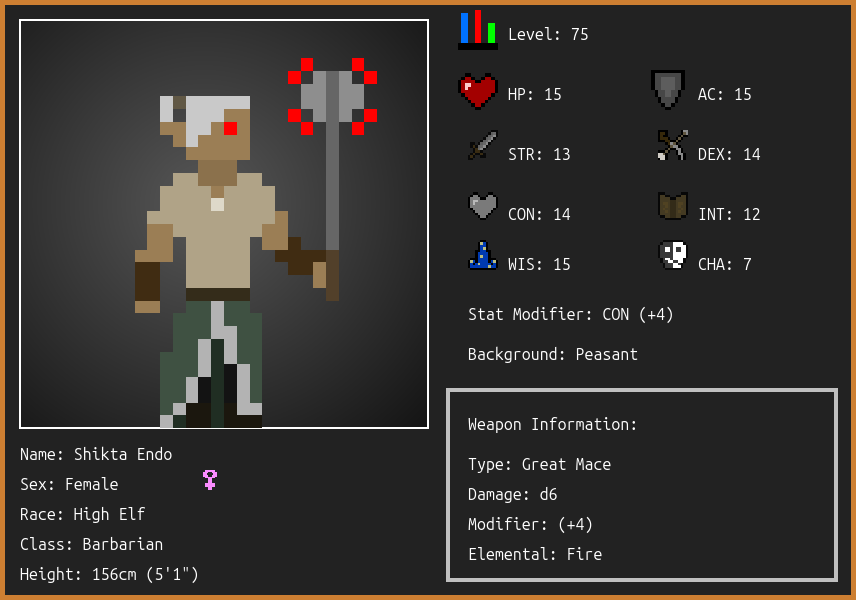 Level: 75
HP: 15
AC: 15
STR: 13
DEX: 14
CON: 14
INT: 12
WIS: 15
CHA: 7
Stat Modifier: CON (+4)
Background: Peasant
Weapon Information:
Type: Great Mace
Damage: d6
Modifier: (+4)
Elemental: Fire
Name: Shikta Endo
Sex: Female
Race: High Elf
Class: Barbarian
Height: 156cm (5'1")